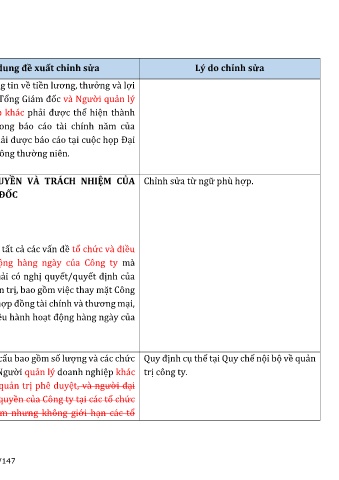 dung đề xuất chỉnh sửa Lý do chỉnh sửa
g tin về tiền lương, thưởng và lợi
Tổng Giám đốc và Người quản lý
khác phải được thể hiện thành
ong báo cáo tài chính năm của
ải được báo cáo tại cuộc họp Đại
ông thường niên.
UYỀN VÀ TRÁCH NHIỆM CỦA Chỉnh sửa từ ngữ phù hợp.
ĐỐC
tất cả các vấn đề tổ chức và điều
ộng hàng ngày của Công ty mà
ải có nghị quyết/quyết định của
n trị, bao gồm việc thay mặt Công
hợp đồng tài chính và thương mại,
ều hành hoạt động hàng ngày của
cấu bao gồm số lượng và các chức Quy định cụ thể tại Quy chế nội bộ về quản
Người quản lý doanh nghiệp khác trị công ty.
quản trị phê duyệt, và người đại
quyền của Công ty tại các tổ chức
m nhưng không giới hạn các tổ
/147